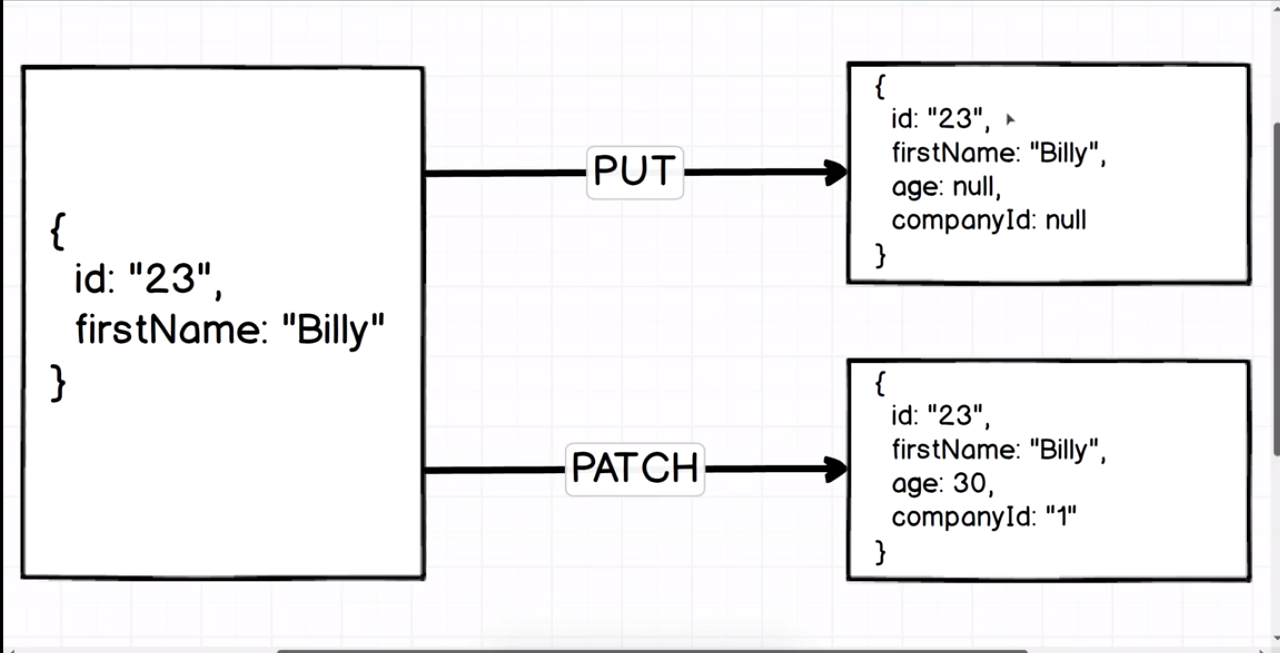 {
id: "23",
firstName: "Billy"
}
PUT
{
id: "23",
firstName: "Billy",
age: null,
companyId: null
}
PATCH
{
id: "23",
firstName: "Billy",
age: 30,
companyId: "1"
}